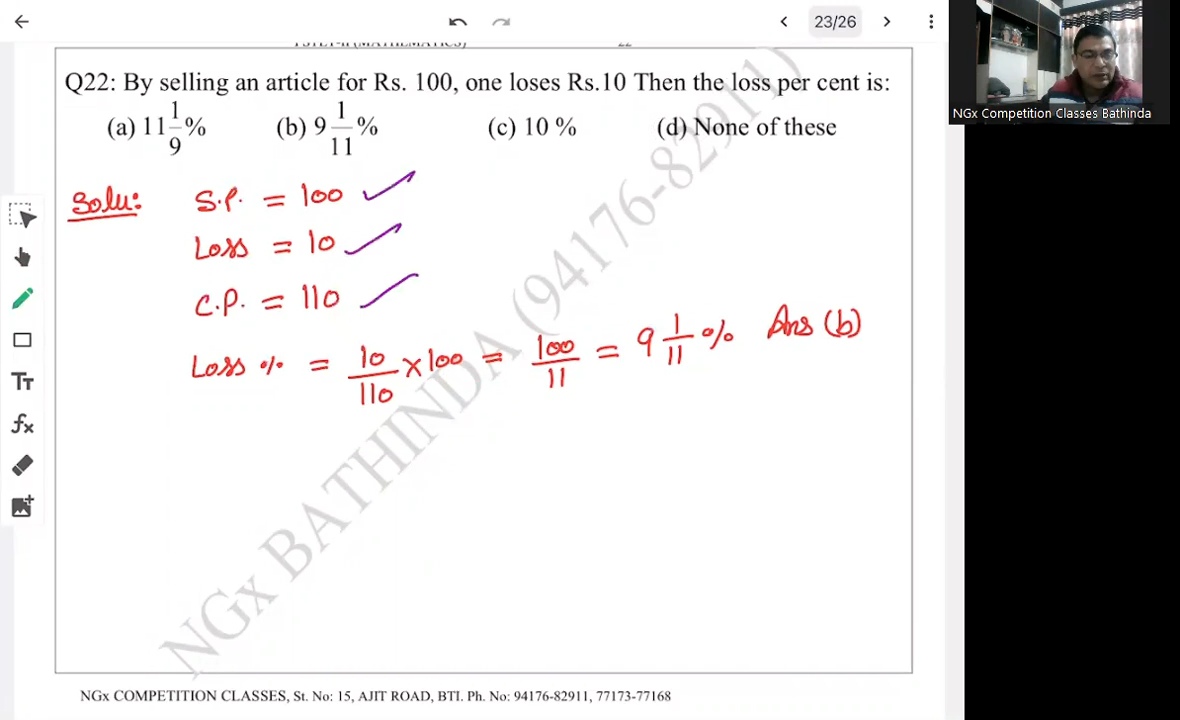 23/26
Q22: By selling an article for Rs. 100, one loses Rs.10 Then the loss per cent is:
(a) 11 1/9 % (b) 9 1/11 % (c) 10 % (d) None of these
Solu: S.P. = 100 ✓
Loss = 10 ✓
C.P. = 110 ✓
Loss % = 10/110 × 100 = 100/11 = 9 1/11 % Ans (b)
NGx BATHINDA (94176-82911)
NGx COMPETITION CLASSES, St. No: 15, AJIT ROAD, BTI. Ph. No: 94176-82911, 77173-77168
NGx Competition Classes Bathinda
Tт
fx